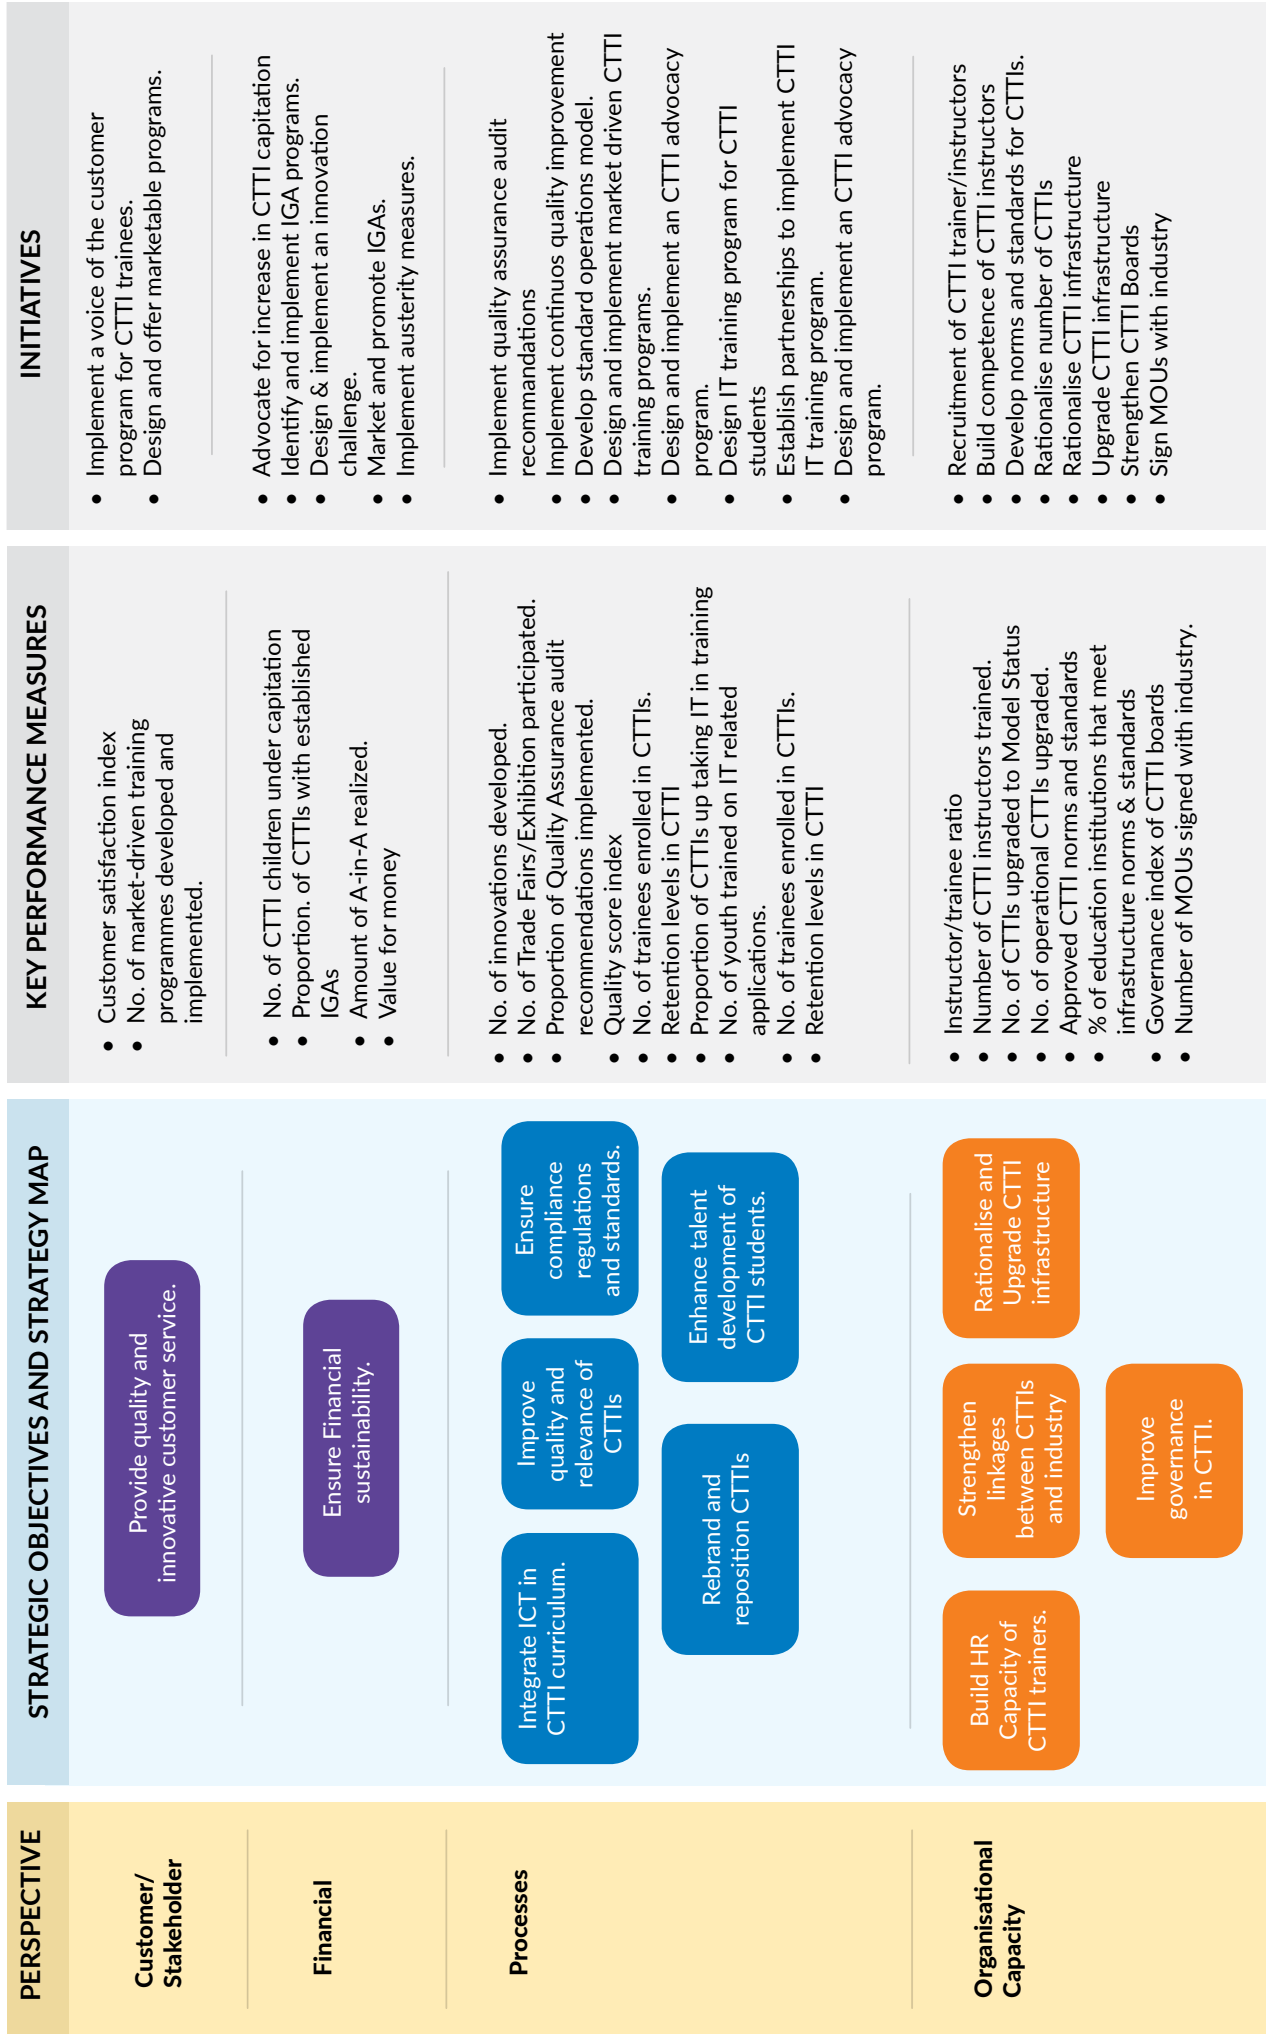 PERSPECTIVE
STRATEGIC OBJECTIVES AND STRATEGY MAP
KEY PERFORMANCE MEASURES
INITIATIVES
Customer/
Stakeholder
Provide quality and
innovative customer service.
• Customer satisfaction index
• No. of market-driven training
programmes developed and
implemented.
• Implement a voice of the customer
program for CTTI trainees.
• Design and offer marketable programs.
Financial
Ensure Financial
sustainability.
• No. of CTTI children under capitation
• Proportion. of CTTIs with established
IGAs
• Amount of A-in-A realized.
• Value for money
• Advocate for increase in CTTI capitation
• Identify and implement IGA programs.
• Design & implement an innovation
challenge.
• Market and promote IGAs.
• Implement austerity measures.
Processes
Integrate ICT in
CTTI curriculum.
Improve
quality and
relevance of
CTTIs
Ensure
compliance
regulations
and standards.
Rebrand and
reposition CTTIs
Enhance talent
development of
CTTI students.
• No. of innovations developed.
• No. of Trade Fairs/Exhibition participated.
• Proportion of Quality Assurance audit
recommendations implemented.
• Quality score index
• No. of trainees enrolled in CTTIs.
• Retention levels in CTTI
• Proportion of CTTIs up taking IT in training
• No. of youth trained on IT related
applications.
• No. of trainees enrolled in CTTIs.
• Retention levels in CTTI
• Implement quality assurance audit
recommandations
• Implement continuos quality improvement
• Develop standard operations model.
• Design and implement market driven CTTI
training programs.
• Design and implement an CTTI advocacy
program.
• Design IT training program for CTTI
students
• Establish partnerships to implement CTTI
IT training program.
• Design and implement an CTTI advocacy
program.
Organisational
Capacity
Build HR
Capacity of
CTTI trainers.
Strengthen
linkages
between CTTIs
and industry
Rationalise and
Upgrade CTTI
infrastructure
Improve
governance
in CTTI.
• Instructor/trainee ratio
• Number of CTTI instructors trained.
• No. of CTTIs upgraded to Model Status
• No. of operational CTTIs upgraded.
• Approved CTTI norms and standards
• % of education institutions that meet
infrastructure norms & standards
• Governance index of CTTI boards
• Number of MOUs signed with industry.
• Recruitment of CTTI trainer/instructors
• Build competence of CTTI instructors
• Develop norms and standards for CTTIs.
• Rationalise number of CTTIs
• Rationalise CTTI infrastructure
• Upgrade CTTI infrastructure
• Strengthen CTTI Boards
• Sign MOUs with industry